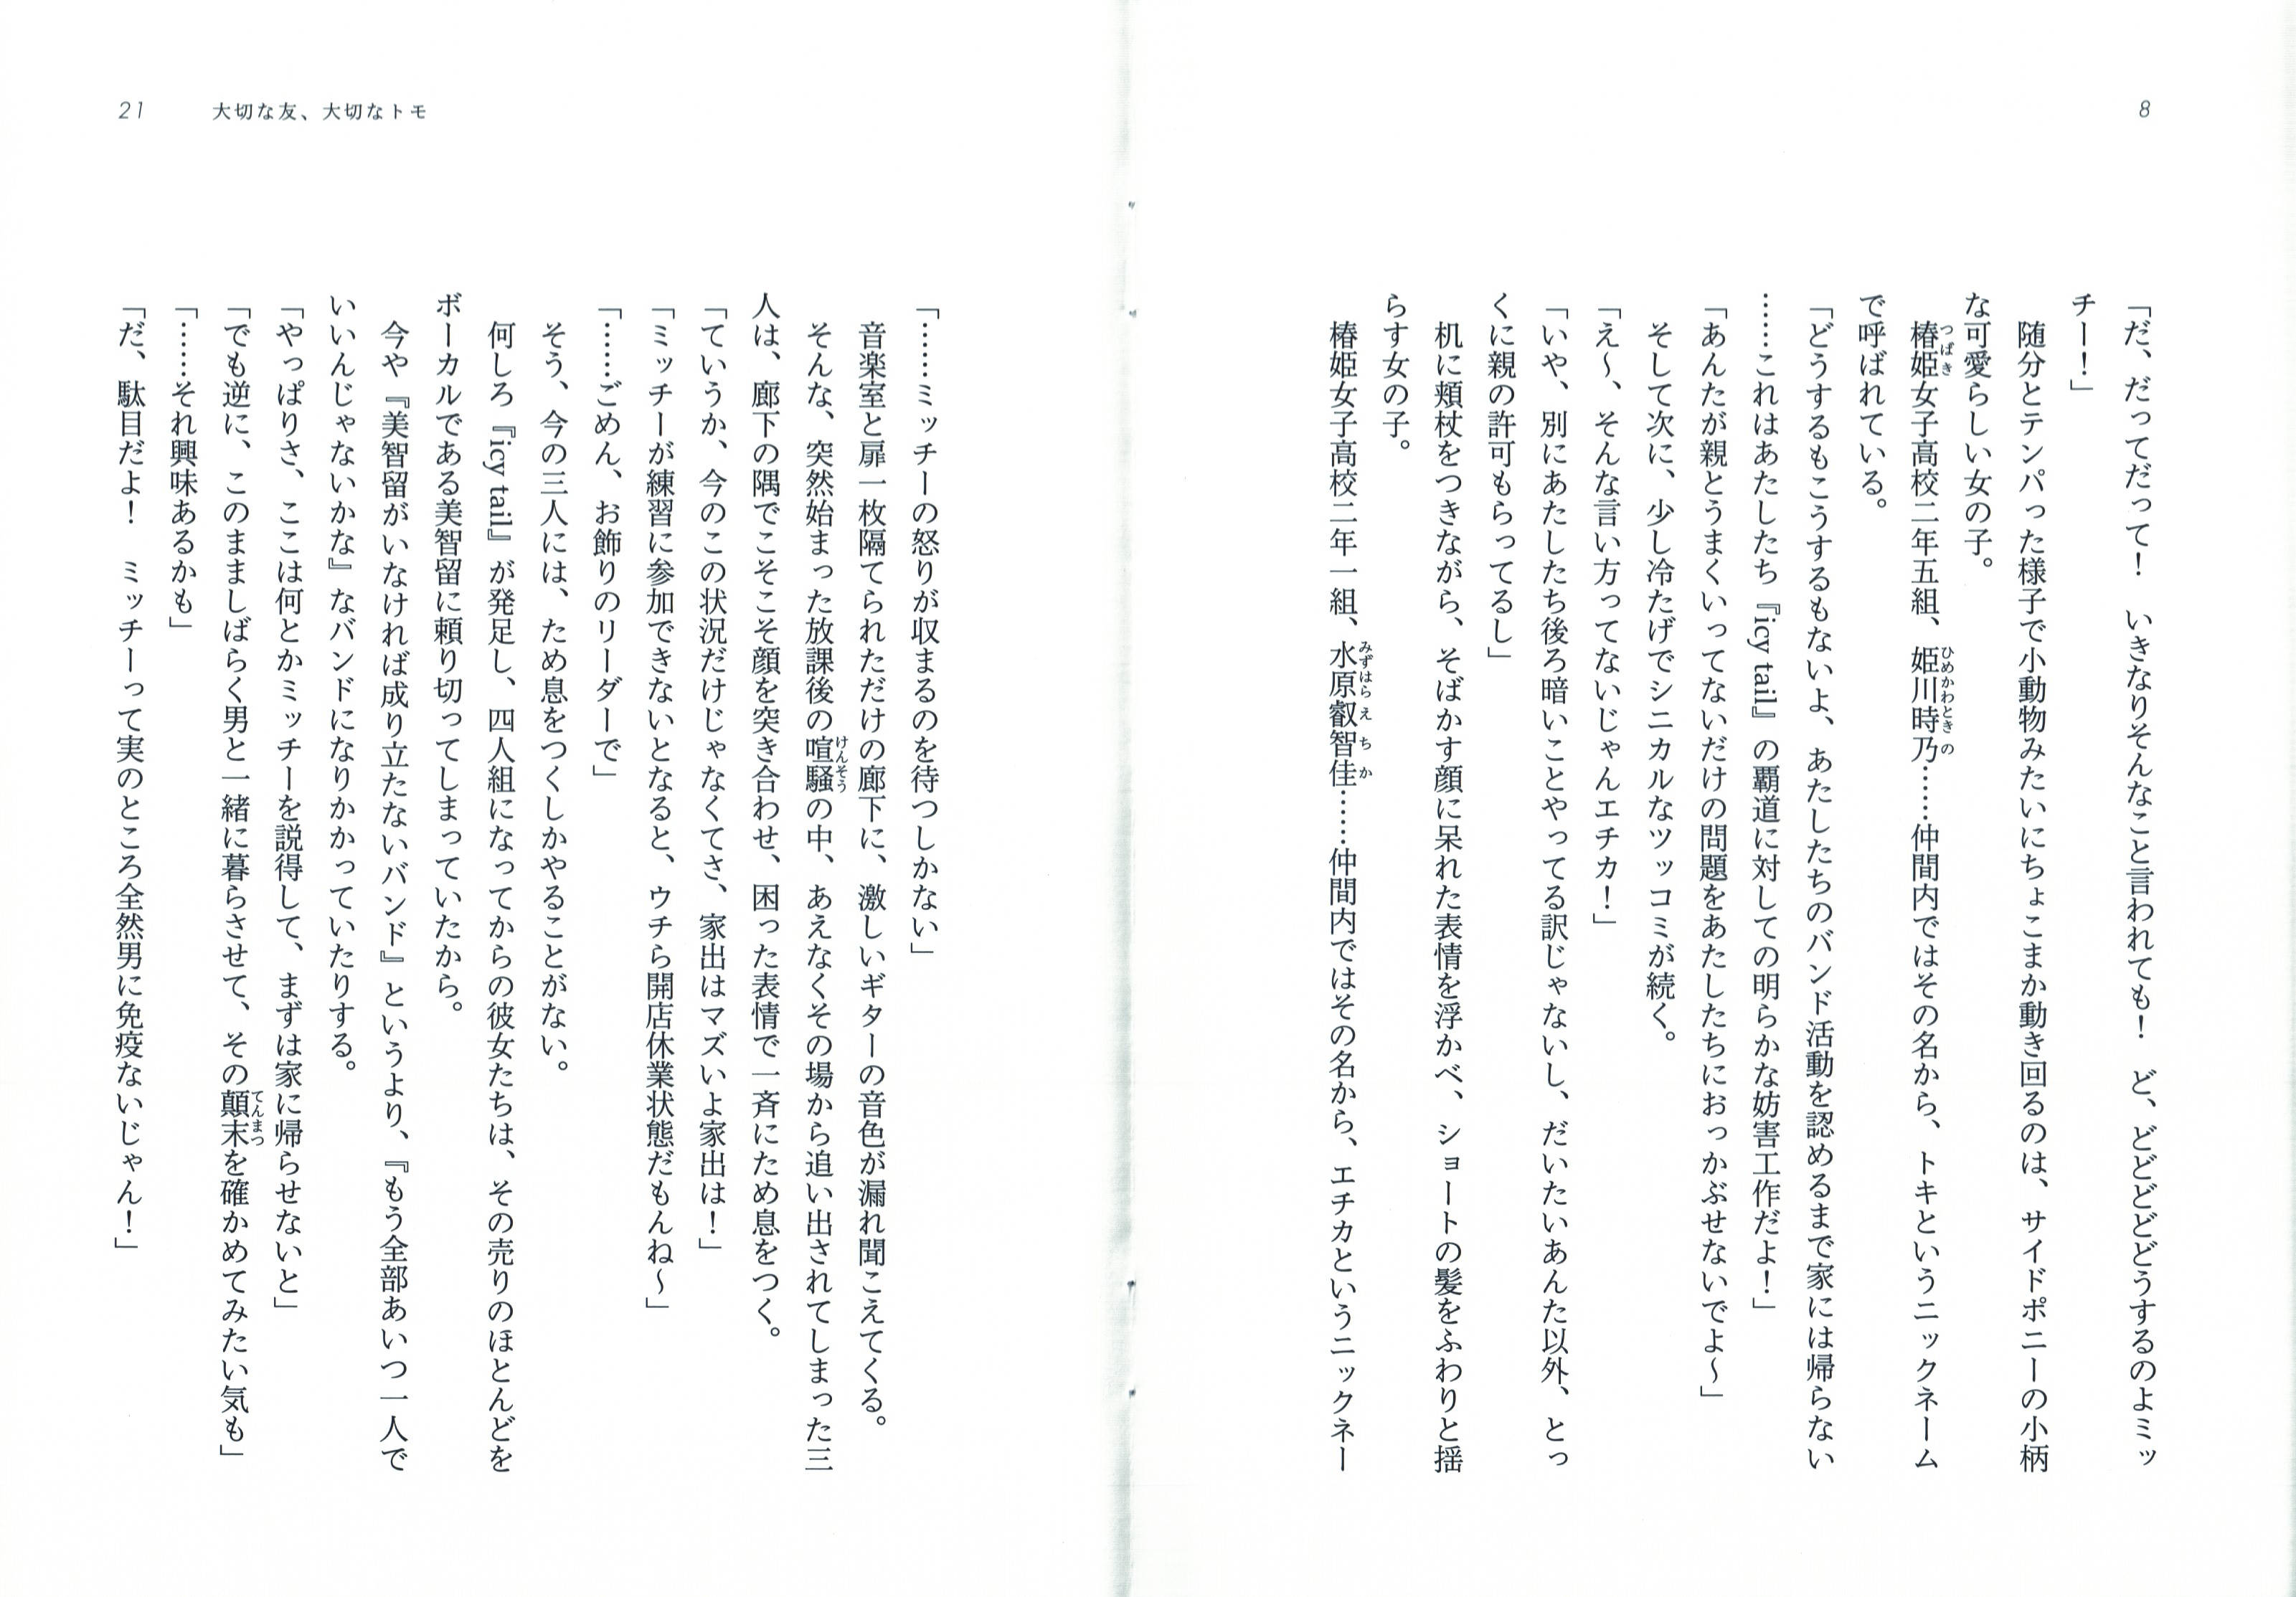 8
「だ、だってだって！　いきなりそんなこと言われても！　ど、どどどどうするのよミッ
チー！」
　随分とテンパった様子で小動物みたいにちょこまか動き回るのは、サイドポニーの小柄
な可愛らしい女の子。
　椿姫女子高校二年五組、姫川時乃……仲間内ではその名から、トキというニックネーム
で呼ばれている。
「どうするもこうするもないよ、あたしたちのバンド活動を認めるまで家には帰らない
……これはあたしたち『icy tail』の覇道に対しての明らかな妨害工作だよ！」
「あんたが親とうまくいってないだけの問題をあたしたちにおっかぶせないでよ～」
　そして次に、少し冷たげでシニカルなツッコミが続く。
「え～、そんな言い方ってないじゃんエチカ！」
「いや、別にあたしたち後ろ暗いことやってる訳じゃないし、だいたいあんた以外、とっ
くに親の許可もらってるし」
　机に頬杖をつきながら、そばかす顔に呆れた表情を浮かべ、ショートの髪をふわりと揺
らす女の子。
　椿姫女子高校二年一組、水原叡智佳……仲間内ではその名から、エチカというニックネー
21　大切な友、大切なトモ
「……ミッチーの怒りが収まるのを待つしかない」
　音楽室と扉一枚隔てられただけの廊下に、激しいギターの音色が漏れ聞こえてくる。
　そんな、突然始まった放課後の喧騒の中、あえなくその場から追い出されてしまった三
人は、廊下の隅でこそこそ顔を突き合わせ、困った表情で一斉にため息をつく。
「ていうか、今のこの状況だけじゃなくてさ、家出はマズいよ家出は！」
「ミッチーが練習に参加できないとなると、ウチら開店休業状態だもんね～」
「……ごめん、お飾りのリーダーで」
　そう、今の三人には、ため息をつくしかやることがない。
　何しろ『icy tail』が発足し、四人組になってからの彼女たちは、その売りのほとんどを
ボーカルである美智留に頼り切ってしまっていたから。
　今や『美智留がいなければ成り立たないバンド』というより、『もう全部あいつ一人で
いいんじゃないかな』なバンドになりかかっていたりする。
「やっぱりさ、ここは何とかミッチーを説得して、まずは家に帰らせないと」
「でも逆に、このまましばらく男と一緒に暮らさせて、その顛末を確かめてみたい気も」
「……それ興味あるかも」
「だ、駄目だよ！　ミッチーって実のところ全然男に免疫ないじゃん！」